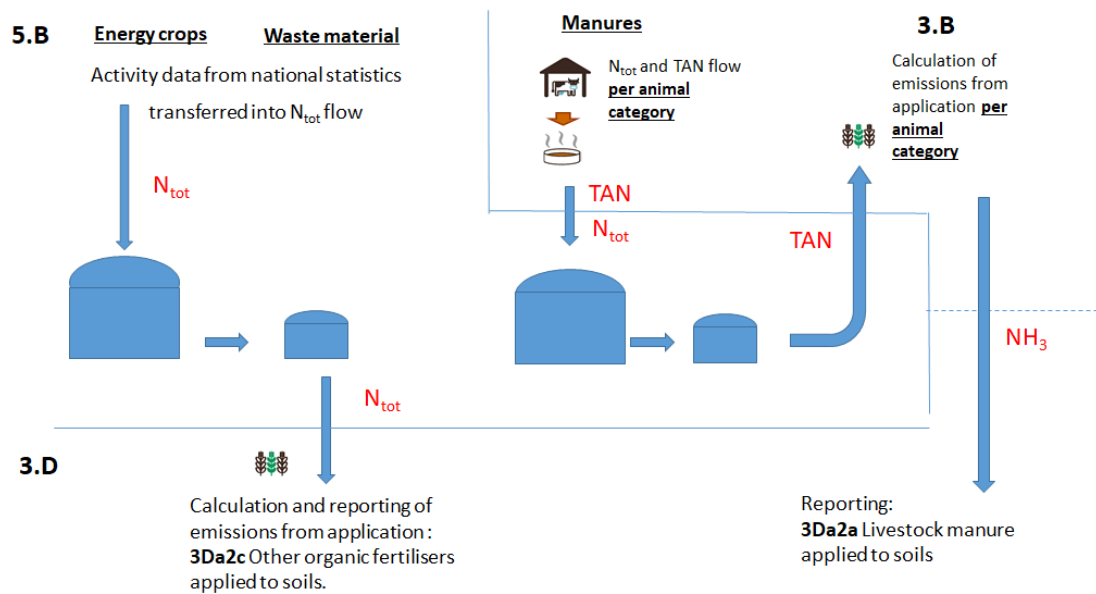 5.B
Energy crops
Waste material
Activity data from national statistics
transferred into Ntot flow
Ntot
Ntot
Manures
Ntot and TAN flow
per animal
category
TAN
Ntot
TAN
3.B
Calculation of
emissions from
application per
animal
category
NH3
3.D
Calculation and reporting of
emissions from application :
3Da2c Other organic fertilisers
applied to soils.
Reporting:
3Da2a Livestock manure
applied to soils